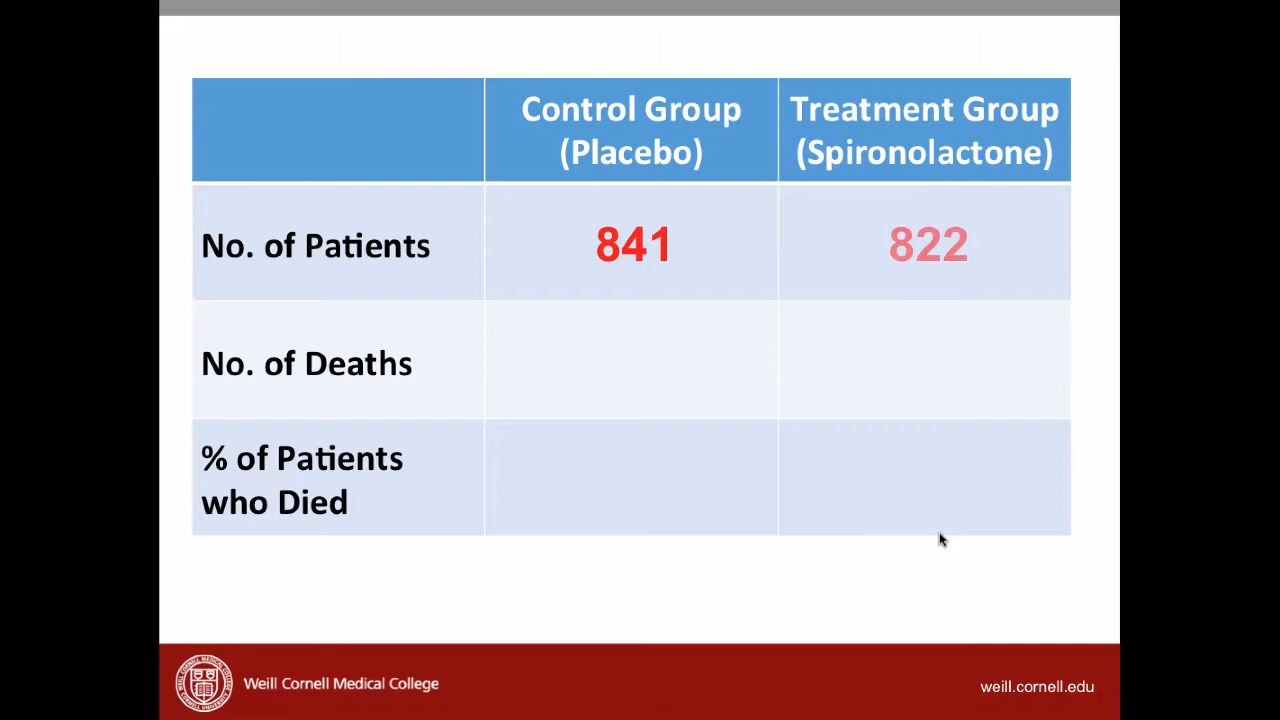 Control Group
(Placebo)
Treatment Group
(Spironolactone)
No. of Patients
841
822
No. of Deaths
% of Patients
who Died
Weill Cornell Medical College
weill.cornell.edu